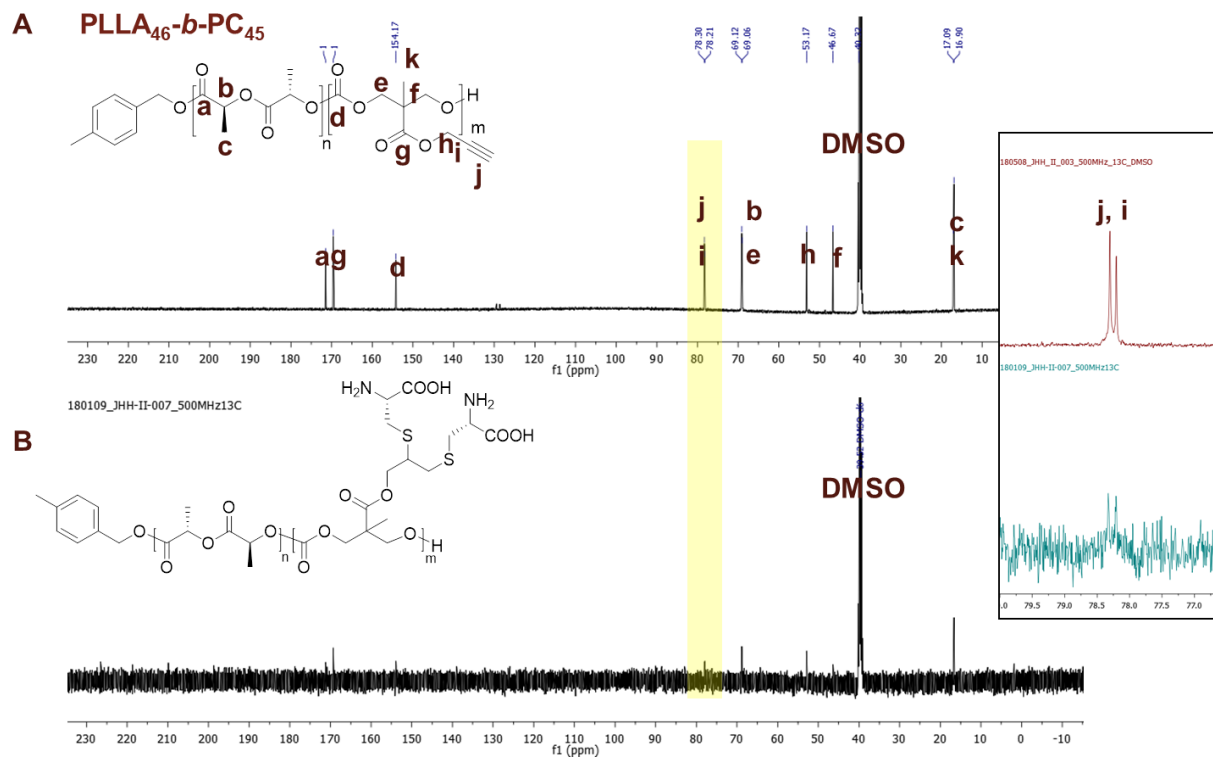 A PLLA46-b-PC45
1 1 154.17 78.30 78.21 69.12 69.06 53.17 46.67 40.32 17.09 16.90
k
O b O e f O H
O a O O O d O O m
c O n g O h i j
DMSO
j b c
a g d i e h f k
230 220 210 200 190 180 170 160 150 140 130 120 110 100 90 80 70 60 50 40 30 20 10
f1 (ppm)
180508_JHH_II_003_500MHz_13C_DMSO
j, i
180109_JHH-II-007_500MHz13C
79.5 79.0 78.5 78.0 77.5 77.0
180109_JHH-II-007_500MHz13C
H2N COOH
NH2
S S COOH
B
O O
O O O O O O O H
O n O m
DMSO
230 220 210 200 190 180 170 160 150 140 130 120 110 100 90 80 70 60 50 40 30 20 10 0 -10
f1 (ppm)